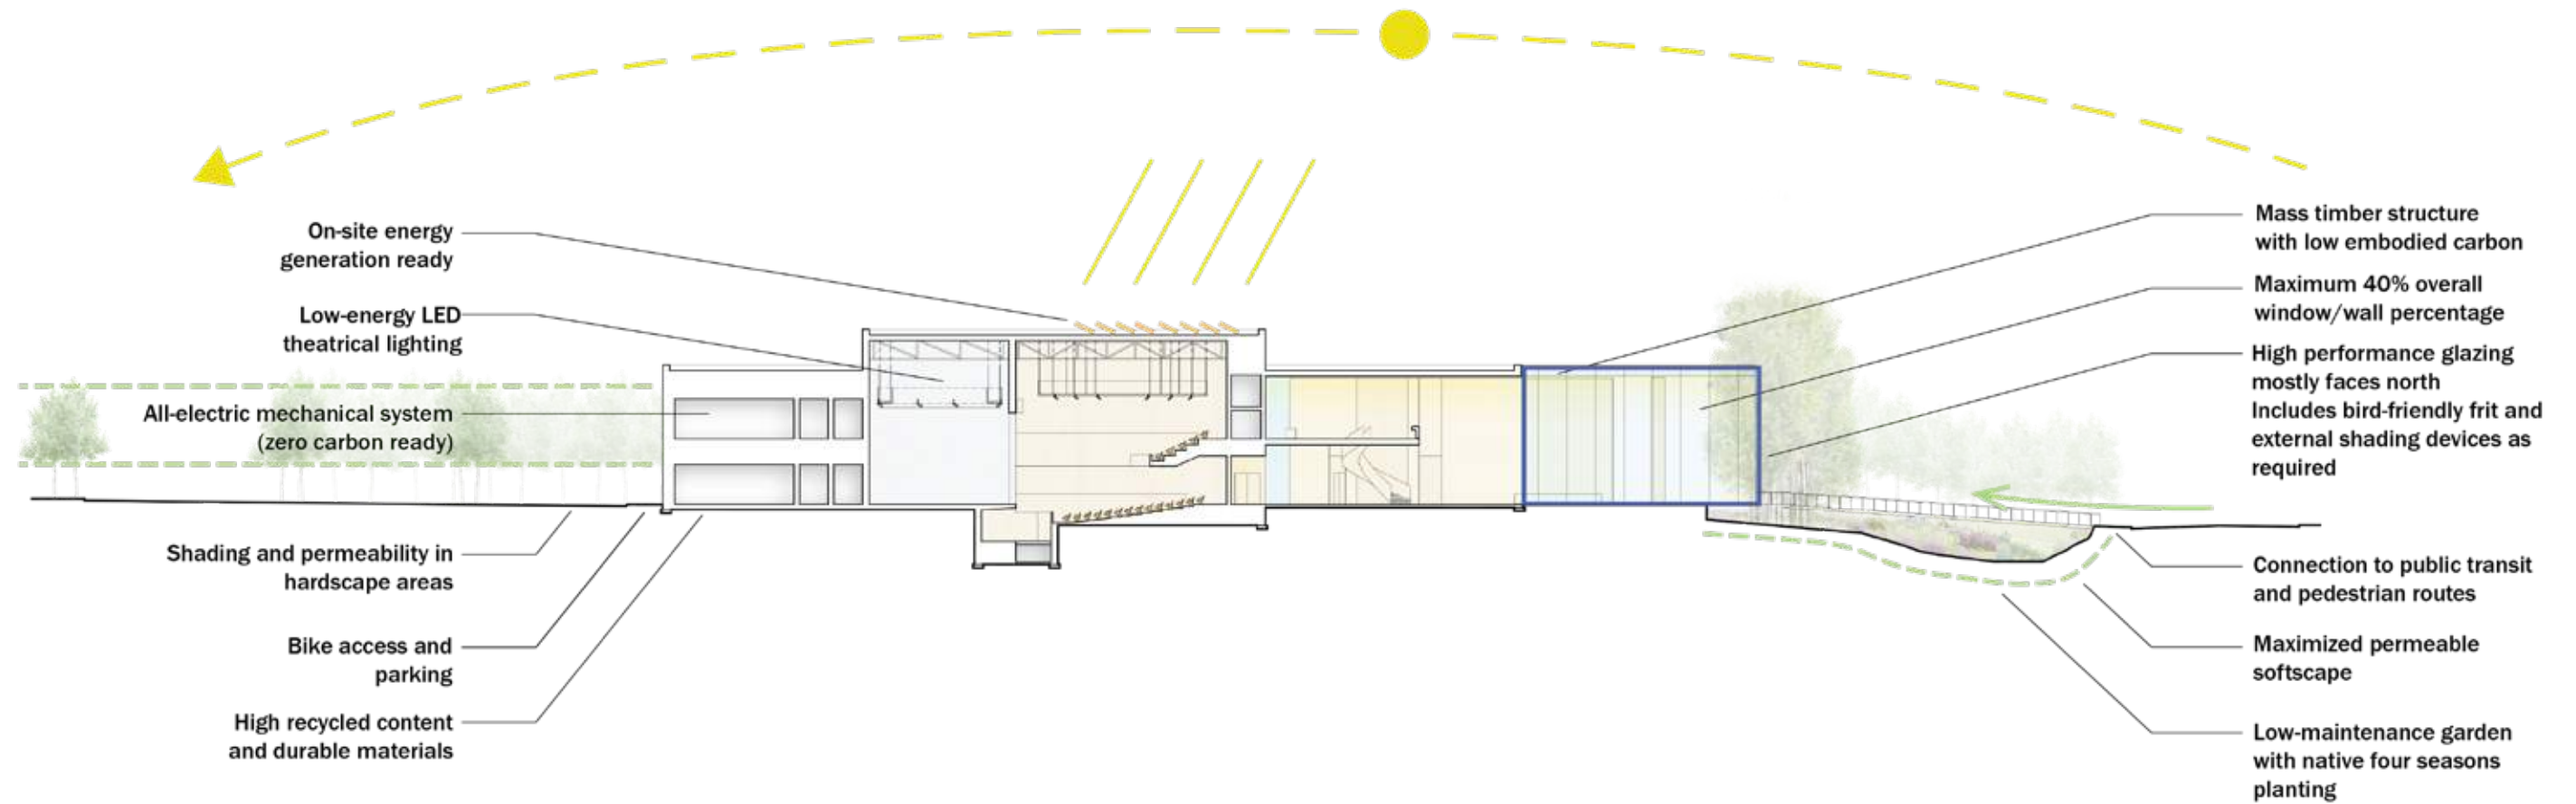 On-site energy
generation ready
Low-energy LED
theatrical lighting
All-electric mechanical system
(zero carbon ready)
Shading and permeability in
hardscape areas
Bike access and
parking
High recycled content
and durable materials
Mass timber structure
with low embodied carbon
Maximum 40% overall
window/wall percentage
High performance glazing
mostly faces north
Includes bird-friendly frit and
external shading devices as
required
Connection to public transit
and pedestrian routes
Maximized permeable
softscape
Low-maintenance garden
with native four seasons
planting